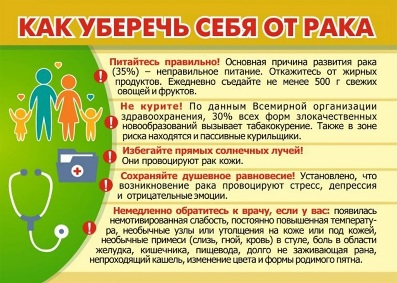 КАК УБЕРЕЧЬ СЕБЯ ОТ РАКА
Питайтесь правильно! Основная причина развития рака
(35%) – неправильное питание. Откажитесь от жирных
продуктов. Ежедневно съедайте не менее 500 г свежих
овощей и фруктов.
Не курите! По данным Всемирной организации
здравоохранения, 30% всех форм злокачественных
новообразований вызывает табакокурение. Также в зоне
риска находятся и пассивные курильщики.
Избегайте прямых солнечных лучей!
Они провоцируют рак кожи.
Сохраняйте душевное равновесие! Установлено, что
возникновение рака провоцируют стресс, депрессия
и отрицательные эмоции.
Немедленно обратитесь к врачу, если у вас: появилась
немотивированная слабость, постоянно повышенная температу-
ра, необычные узлы или утолщения на коже или под кожей,
необычные примеси (слизь, гной, кровь) в стуле, боль в области
желудка, кишечника, пищевода, долго не заживающая рана,
непроходящий кашель, изменение цвета и формы родимого пятна.